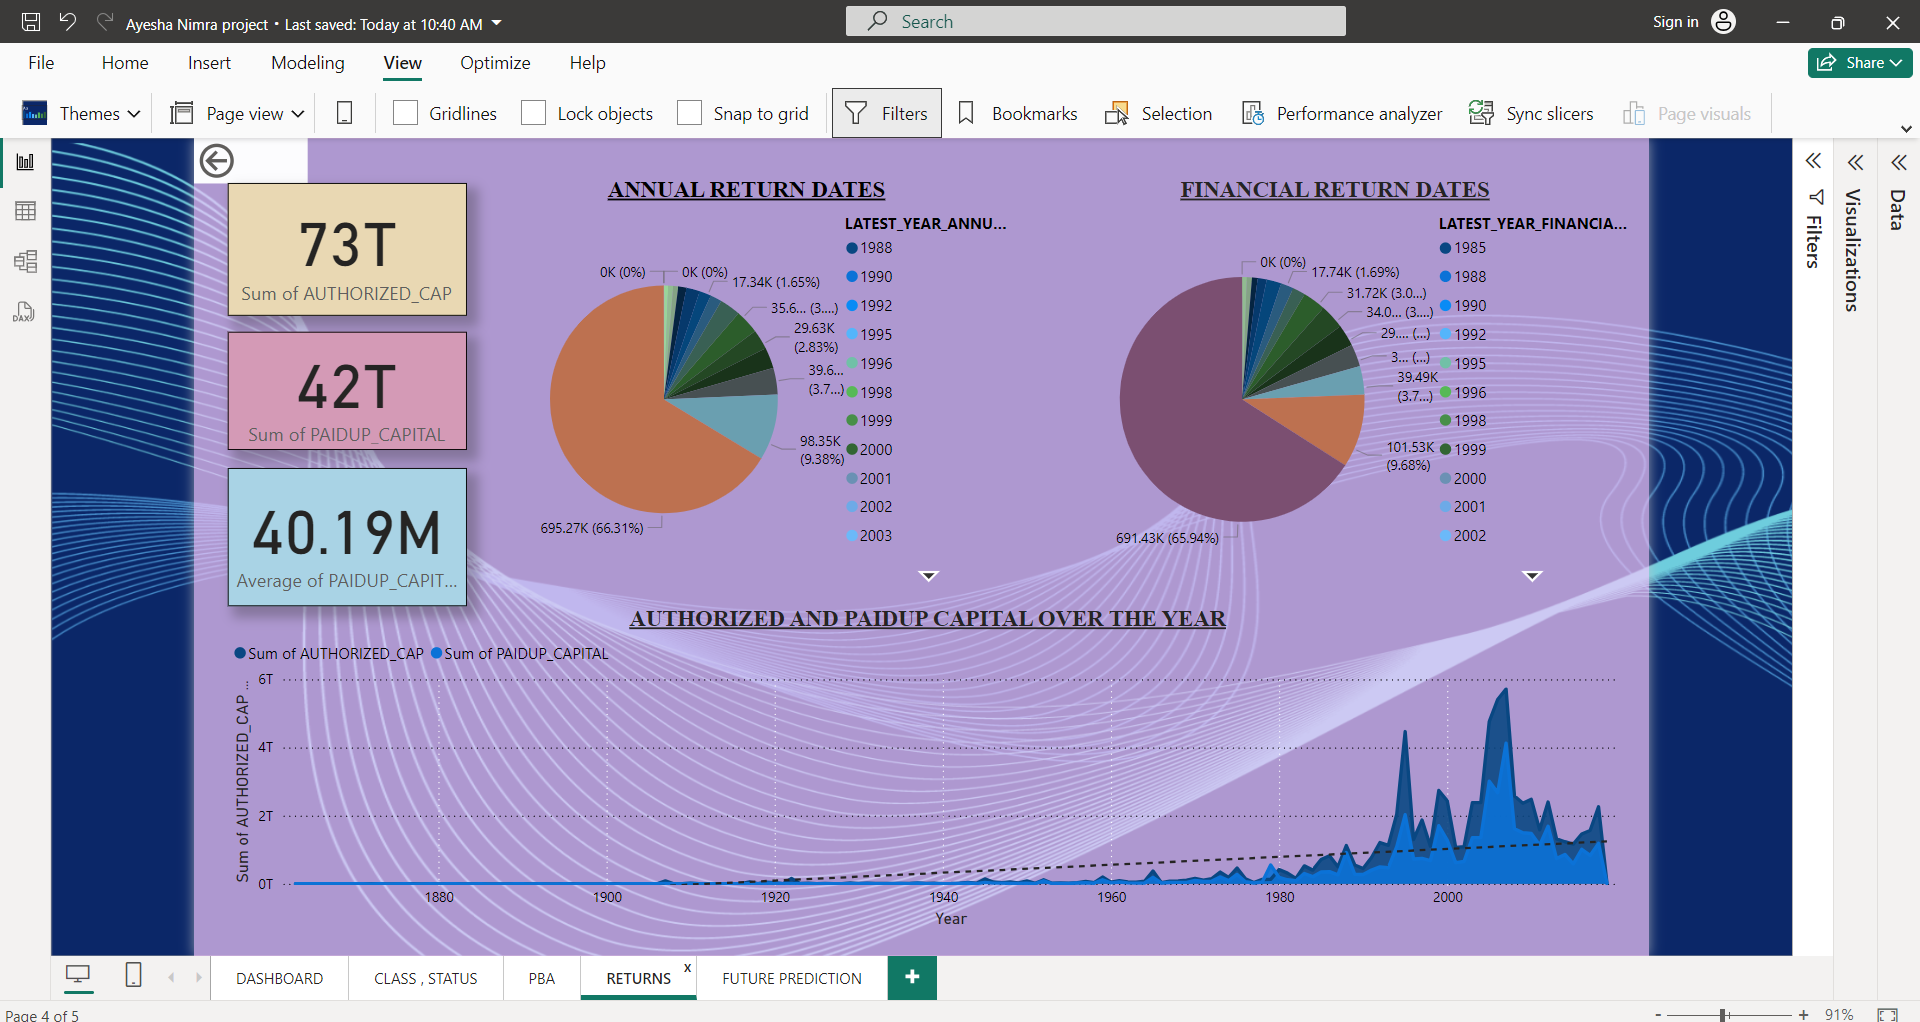 Ayesha Nimra project • Last saved: Today at 10:40 AM
Search
Sign in
File Home Insert Modeling View Optimize Help
Share
Themes Page view Gridlines Lock objects Snap to grid Filters Bookmarks Selection Performance analyzer Sync slicers Page visuals
73T
Sum of AUTHORIZED_CAP
42T
Sum of PAIDUP_CAPITAL
40.19M
Average of PAIDUP_CAPIT...
ANNUAL RETURN DATES
LATEST_YEAR_ANNU...
1988
1990
1992
1995
1996
1998
1999
2000
2001
2002
2003
0K (0%)
0K (0%)
17.34K (1.65%)
35.6... (3....)
29.63K
(2.83%)
39.6...
(3.7...)
98.35K
(9.38%)
695.27K (66.31%)
FINANCIAL RETURN DATES
LATEST_YEAR_FINANCIA...
1985
1988
1990
1992
1995
1996
1998
1999
2000
2001
2002
0K (0%)
17.74K (1.69%)
31.72K (3.0...)
34.0... (3....)
29.... (...)
3... (...)
39.49K
(3.7...)
101.53K
(9.68%)
691.43K (65.94%)
AUTHORIZED AND PAIDUP CAPITAL OVER THE YEAR
Sum of AUTHORIZED_CAP Sum of PAIDUP_CAPITAL
Sum of AUTHORIZED_CAP ...
6T
4T
2T
0T
1880 1900 1920 1940 1960 1980 2000
Year
Filters
Visualizations
Data
DAX
DASHBOARD CLASS , STATUS PBA RETURNS x FUTURE PREDICTION +
Page 4 of 5
- + 91%